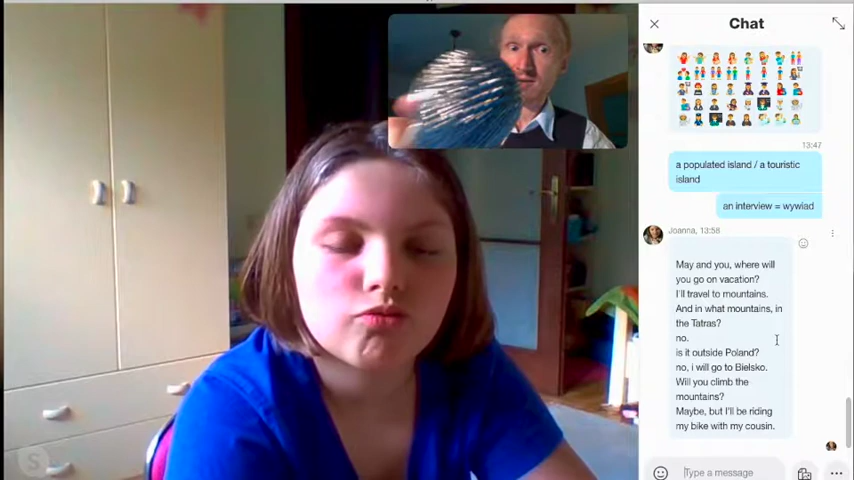 Chat
13:47
a populated island / a touristic
island
an interview = wywiad
Joanna, 13:58
May and you, where will
you go on vacation?
I'll travel to mountains.
And in what mountains, in
the Tatras?
no.
is it outside Poland?
no, i will go to Bielsko.
Will you climb the
mountains?
Maybe, but I'll be riding
my bike with my cousin.
Type a message
S